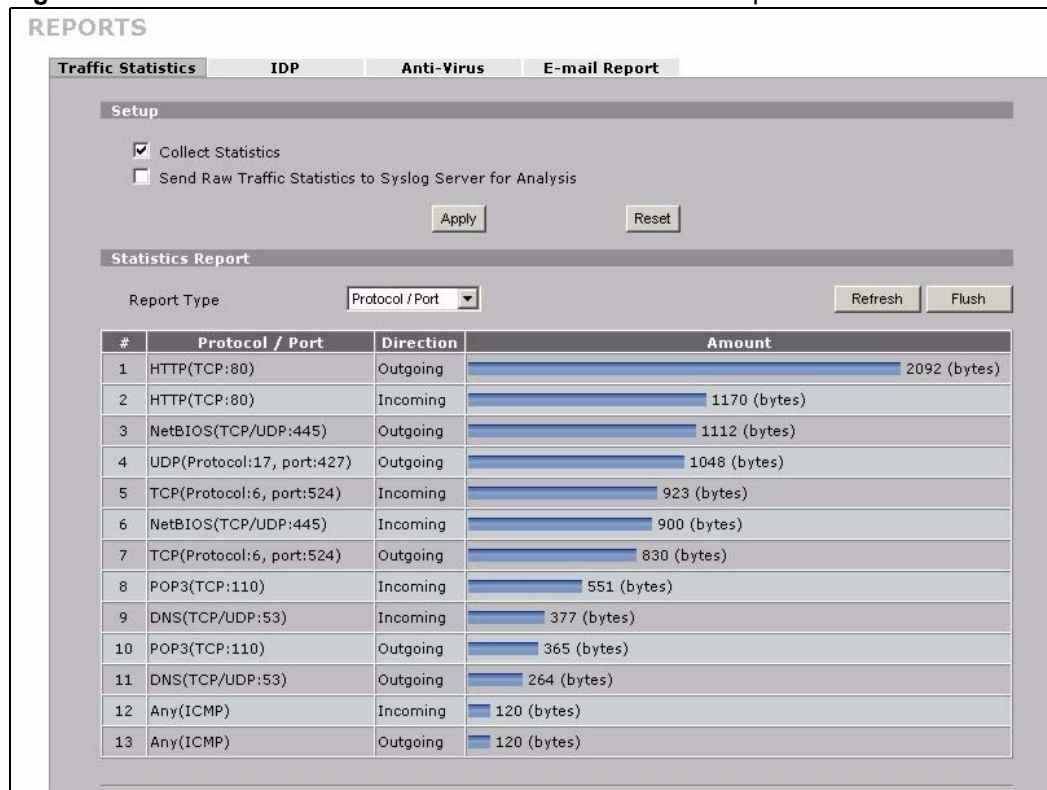 REPORTS
Traffic Statistics IDP Anti-Virus E-mail Report
Setup
Collect Statistics
Send Raw Traffic Statistics to Syslog Server for Analysis
Apply Reset
Statistics Report
Report Type Protocol / Port Refresh Flush
# Protocol / Port Direction Amount
1 HTTP(TCP:80) Outgoing 2092 (bytes)
2 HTTP(TCP:80) Incoming 1170 (bytes)
3 NetBIOS(TCP/UDP:445) Outgoing 1112 (bytes)
4 UDP(Protocol:17, port:427) Outgoing 1048 (bytes)
5 TCP(Protocol:6, port:524) Incoming 923 (bytes)
6 NetBIOS(TCP/UDP:445) Incoming 900 (bytes)
7 TCP(Protocol:6, port:524) Outgoing 830 (bytes)
8 POP3(TCP:110) Incoming 551 (bytes)
9 DNS(TCP/UDP:53) Incoming 377 (bytes)
10 POP3(TCP:110) Outgoing 365 (bytes)
11 DNS(TCP/UDP:53) Outgoing 264 (bytes)
12 Any(ICMP) Incoming 120 (bytes)
13 Any(ICMP) Outgoing 120 (bytes)